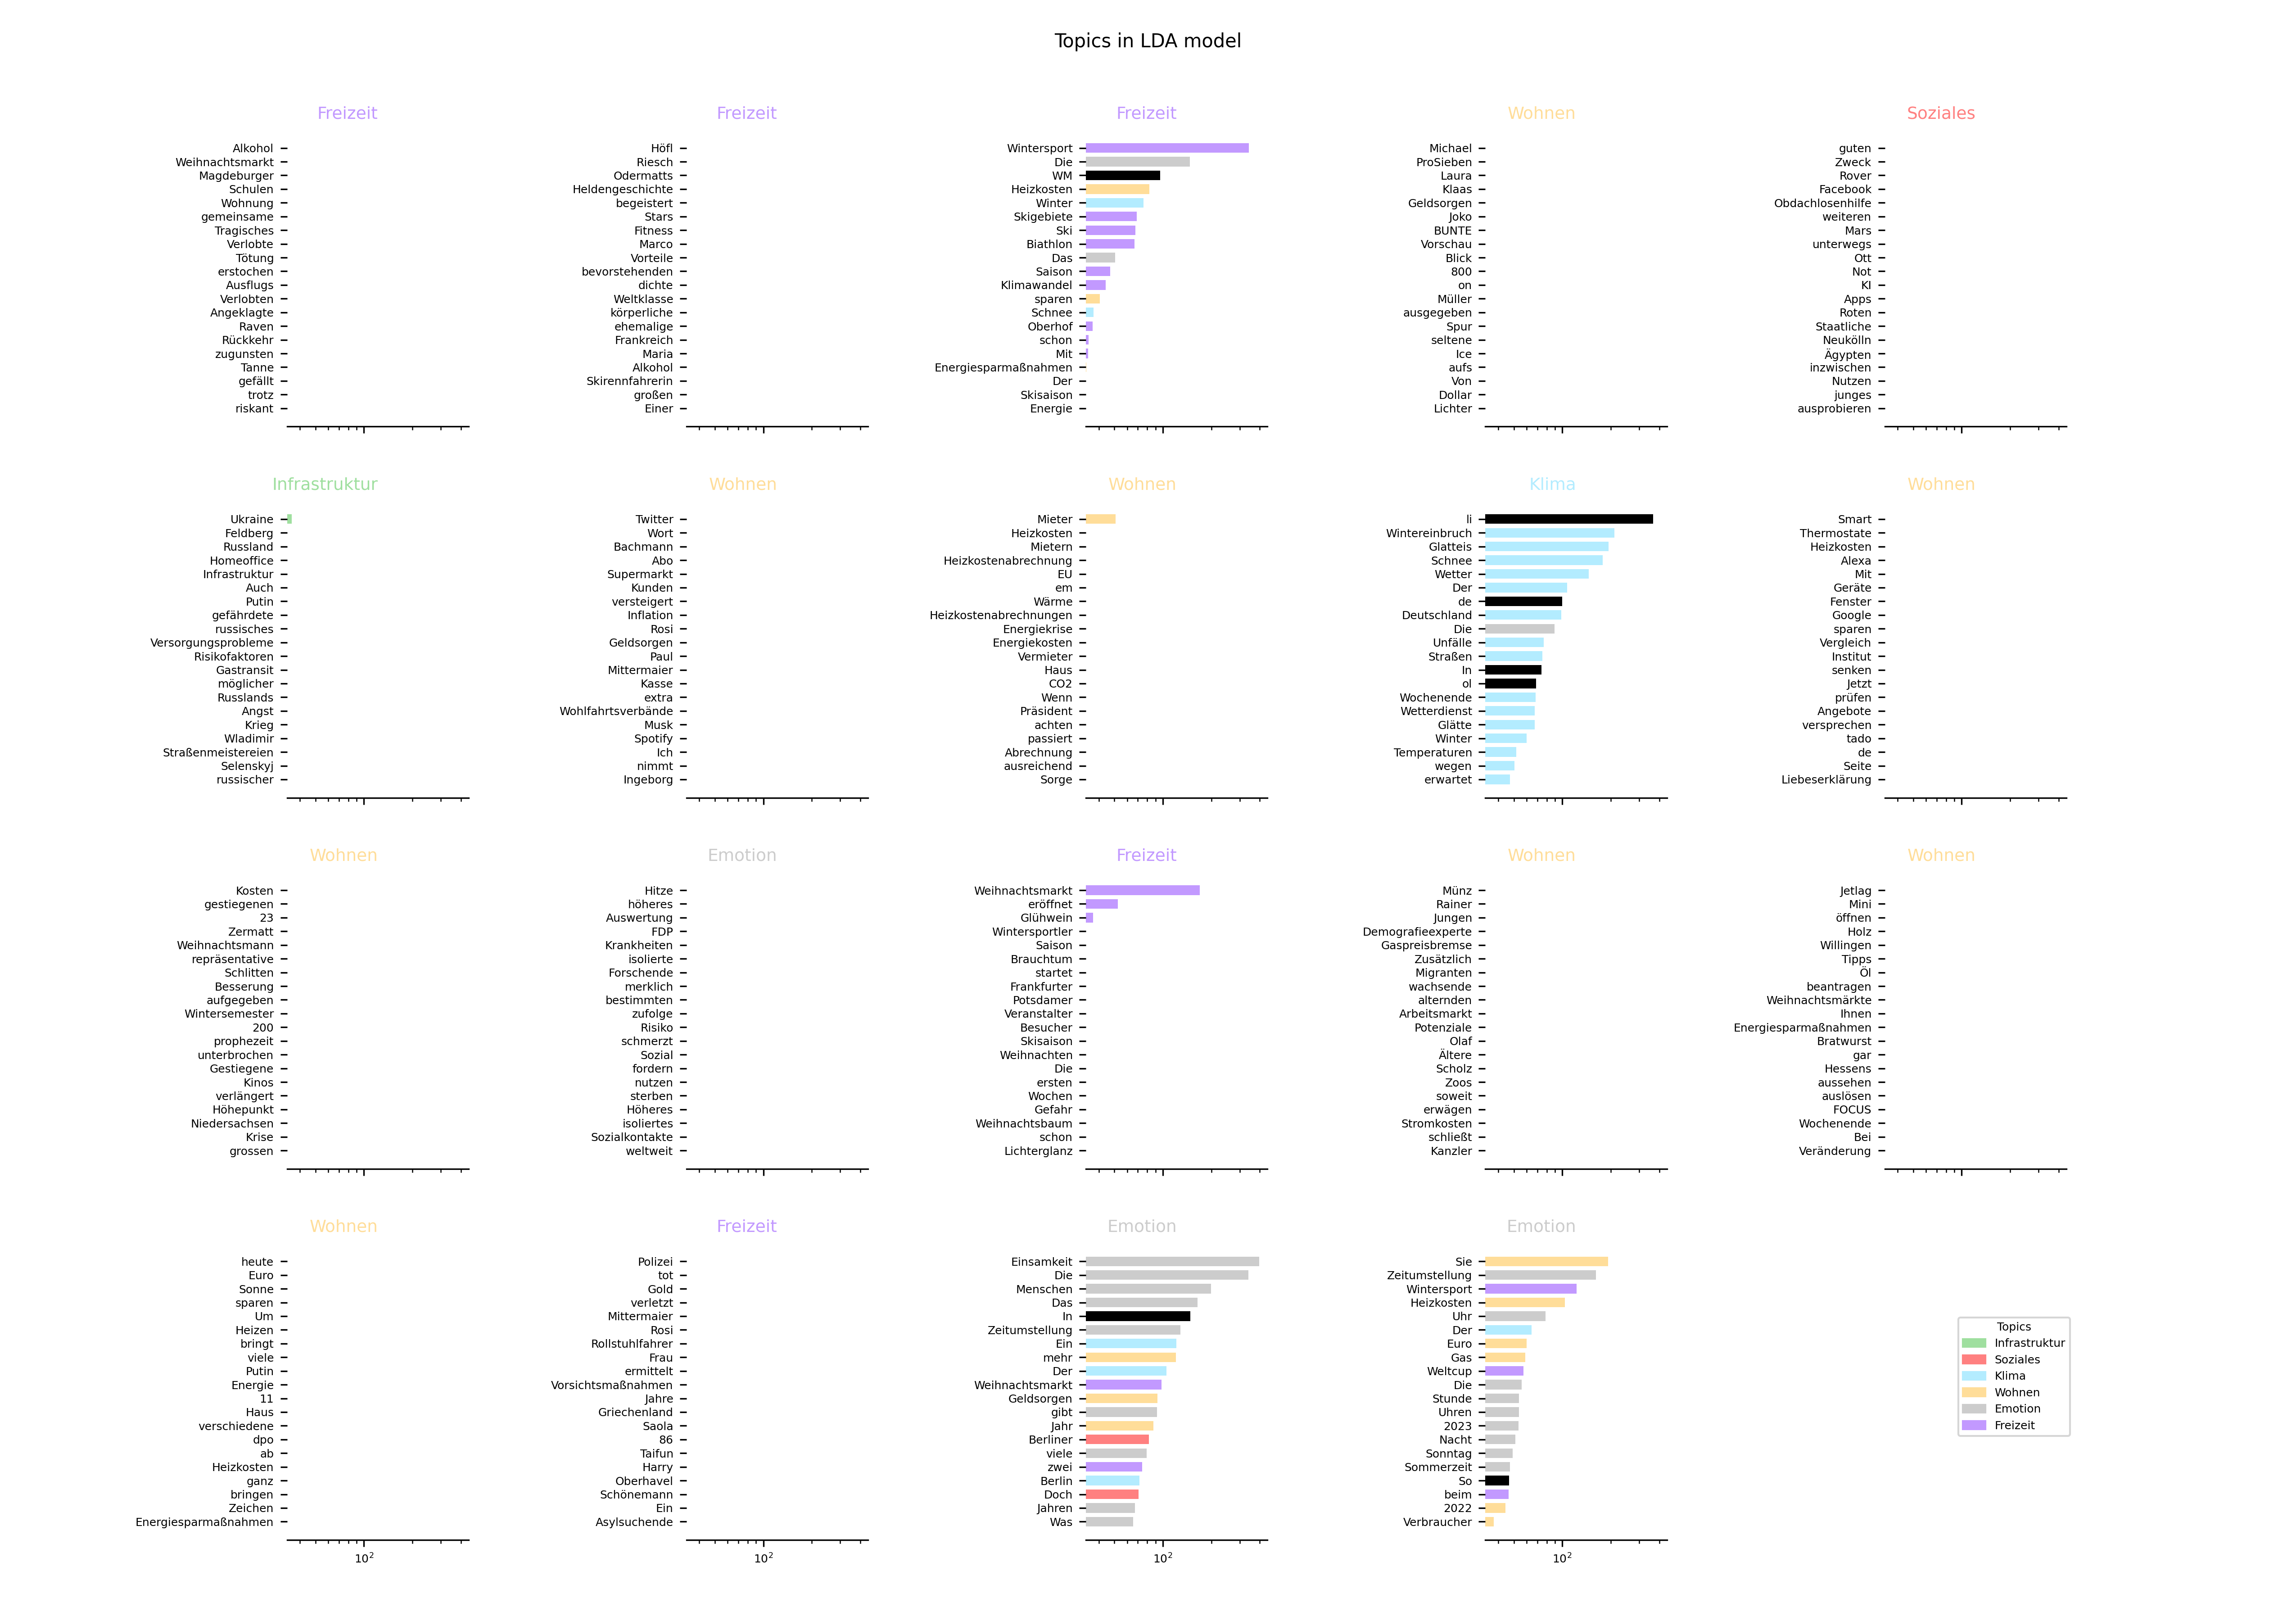 Topics in LDA model
Freizeit
Alkohol
Weihnachtsmarkt
Magdeburger
Schulen
Wohnung
gemeinsame
Tragisches
Verlobte
Tötung
erstochen
Ausflugs
Verlobten
Angeklagte
Raven
Rückkehr
zugunsten
Tanne
gefällt
trotz
riskant
Freizeit
Höfl
Riesch
Odermatts
Heldengeschichte
begeistert
Stars
Fitness
Marco
Vorteile
bevorstehenden
dichte
Weltklasse
körperliche
ehemalige
Frankreich
Maria
Alkohol
Skirennfahrerin
großen
Einer
Freizeit
Wintersport
Die
WM
Heizkosten
Winter
Skigebiete
Ski
Biathlon
Das
Saison
Klimawandel
sparen
Schnee
Oberhof
schon
Mit
Energiesparmaßnahmen
Der
Skisaison
Energie
Wohnen
Michael
ProSieben
Laura
Klaas
Geldsorgen
Joko
BUNTE
Vorschau
Blick
800
on
Müller
ausgegeben
Spur
seltene
Ice
aufs
Von
Dollar
Lichter
Soziales
guten
Zweck
Rover
Facebook
Obdachlosenhilfe
weiteren
Mars
unterwegs
Ott
Not
KI
Apps
Roten
Staatliche
Neukölln
Ägypten
inzwischen
Nutzen
junges
ausprobieren
Infrastruktur
Ukraine
Feldberg
Russland
Homeoffice
Infrastruktur
Auch
Putin
gefährdete
russisches
Versorgungsprobleme
Risikofaktoren
Gastransit
möglicher
Russlands
Angst
Krieg
Wladimir
Straßenmeistereien
Selenskyj
russischer
Wohnen
Twitter
Wort
Bachmann
Abo
Supermarkt
Kunden
versteigert
Inflation
Rosi
Geldsorgen
Paul
Mittermaier
Kasse
extra
Wohlfahrtsverbände
Musk
Spotify
Ich
nimmt
Ingeborg
Wohnen
Mieter
Heizkosten
Mietern
Heizkostenabrechnung
EU
em
Wärme
Heizkostenabrechnungen
Energiekrise
Energiekosten
Vermieter
Haus
CO2
Wenn
Präsident
achten
passiert
Abrechnung
ausreichend
Sorge
Klima
li
Wintereinbruch
Glatteis
Schnee
Wetter
Der
de
Deutschland
Die
Unfälle
Straßen
In
ol
Wochenende
Wetterdienst
Glätte
Winter
Temperaturen
wegen
erwartet
Wohnen
Smart
Thermostate
Heizkosten
Alexa
Mit
Geräte
Fenster
Google
sparen
Vergleich
Institut
senken
Jetzt
prüfen
Angebote
versprechen
tado
de
Seite
Liebeserklärung
Wohnen
Kosten
gestiegenen
23
Zermatt
Weihnachtsmann
repräsentative
Schlitten
Besserung
aufgegeben
Wintersemester
200
prophezeit
unterbrochen
Gestiegene
Kinos
verlängert
Höhepunkt
Niedersachsen
Krise
grossen
Emotion
Hitze
höheres
Auswertung
FDP
Krankheiten
isolierte
Forschende
merklich
bestimmten
zufolge
Risiko
schmerzt
Sozial
fordern
nutzen
sterben
Höheres
isoliertes
Sozialkontakte
weltweit
Freizeit
Weihnachtsmarkt
eröffnet
Glühwein
Wintersportler
Saison
Brauchtum
startet
Frankfurter
Potsdamer
Veranstalter
Besucher
Skisaison
Weihnachten
Die
ersten
Wochen
Gefahr
Weihnachtsbaum
schon
Lichterglanz
Wohnen
Münz
Rainer
Jungen
Demografieexperte
Gaspreisbremse
Zusätzlich
Migranten
wachsende
alternden
Arbeitsmarkt
Potenziale
Olaf
Ältere
Scholz
Zoos
soweit
erwägen
Stromkosten
schließt
Kanzler
Wohnen
Jetlag
Mini
öffnen
Holz
Willingen
Tipps
Öl
beantragen
Weihnachtsmärkte
Ihnen
Energiesparmaßnahmen
Bratwurst
gar
Hessens
aussehen
auslösen
FOCUS
Wochenende
Bei
Veränderung
Wohnen
heute
Euro
Sonne
sparen
Um
Heizen
bringt
viele
Putin
Energie
11
Haus
verschiedene
dpo
ab
Heizkosten
ganz
bringen
Zeichen
Energiesparmaßnahmen
10²
Freizeit
Polizei
tot
Gold
verletzt
Mittermaier
Rosi
Rollstuhlfahrer
Frau
ermittelt
Vorsichtsmaßnahmen
Jahre
Griechenland
Saola
86
Taifun
Harry
Oberhavel
Schönemann
Ein
Asylsuchende
10²
Emotion
Einsamkeit
Die
Menschen
Das
In
Zeitumstellung
Ein
mehr
Der
Weihnachtsmarkt
Geldsorgen
gibt
Jahr
Berliner
viele
zwei
Berlin
Doch
Jahren
Was
10²
Emotion
Sie
Zeitumstellung
Wintersport
Heizkosten
Uhr
Der
Euro
Gas
Weltcup
Die
Stunde
Uhren
2023
Nacht
Sonntag
Sommerzeit
So
beim
2022
Verbraucher
10²
Topics
Infrastruktur
Soziales
Klima
Wohnen
Emotion
Freizeit